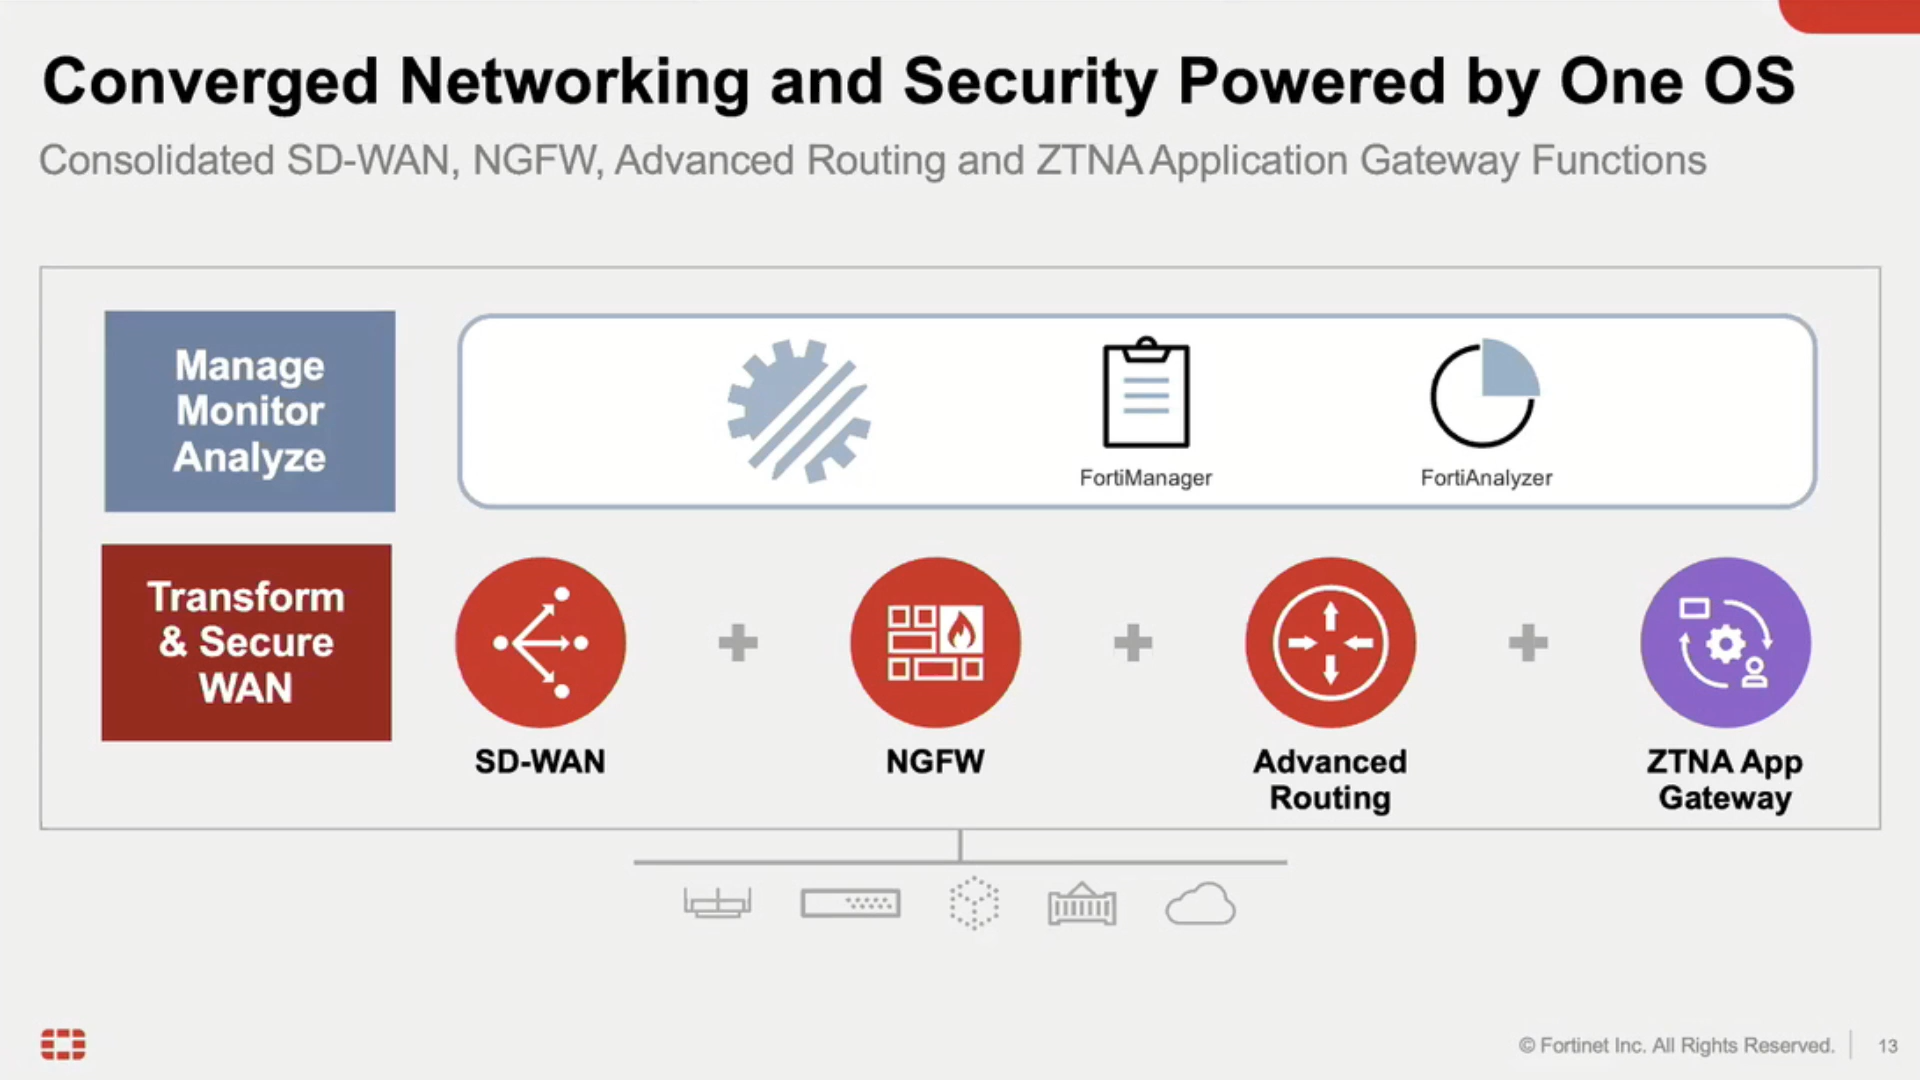 Converged Networking and Security Powered by One OS
Consolidated SD-WAN, NGFW, Advanced Routing and ZTNA Application Gateway Functions
Manage
Monitor
Analyze
FortiManager
FortiAnalyzer
Transform
& Secure
WAN
SD-WAN
NGFW
Advanced
Routing
ZTNA App
Gateway
© Fortinet Inc. All Rights Reserved.
13